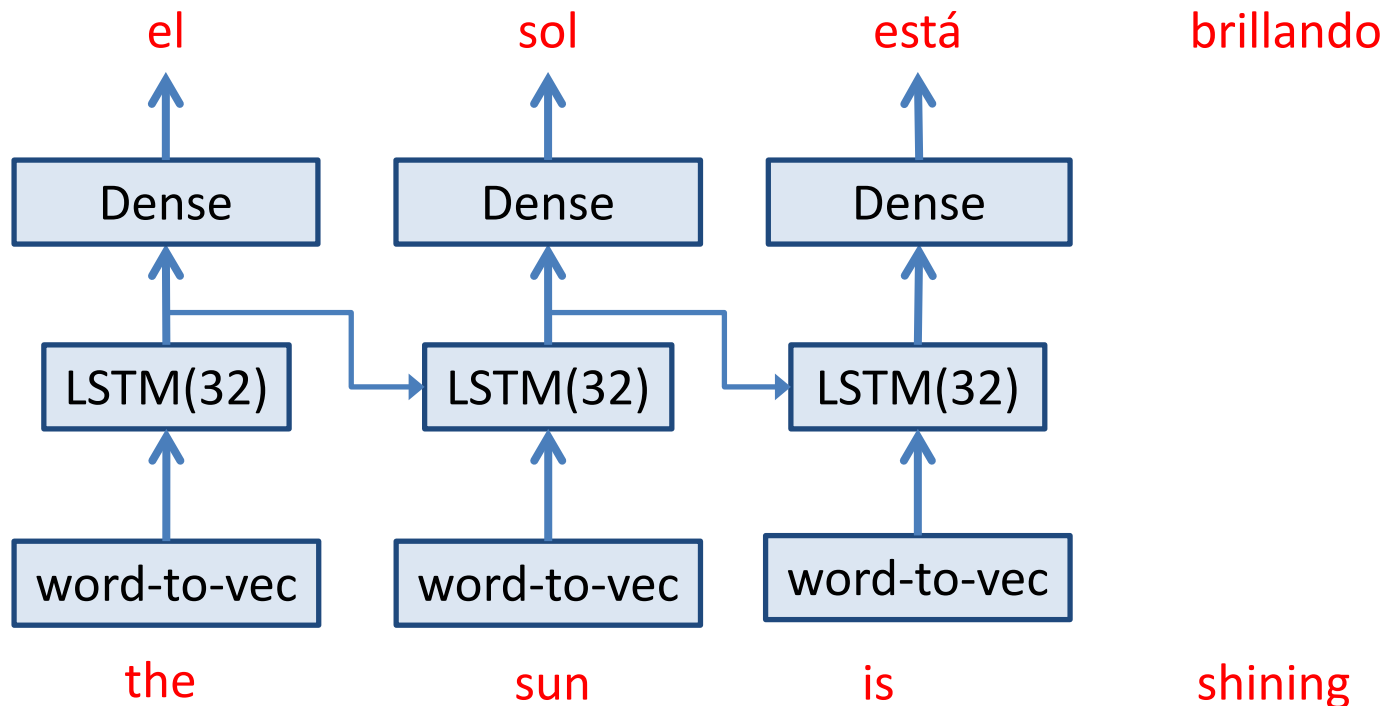 el sol está brillando
Dense Dense Dense
LSTM(32) LSTM(32) LSTM(32)
word-to-vec word-to-vec word-to-vec
the sun is shining